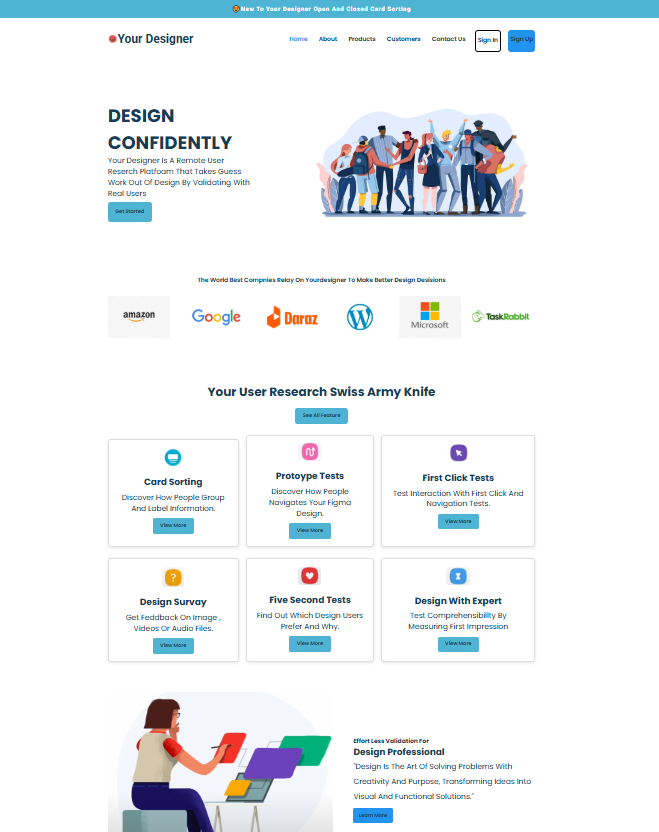 New To Your Designer Open And Closed Card Sorting
Your Designer
Home About Products Customers Contact Us Sign In Sign Up
DESIGN
CONFIDENTLY
Your Designer Is A Remote User
Reserch Platfoam That Takes Guess
Work Out Of Design By Validating With
Real Users
Get Started
The World Best Compnies Relay On Yourdesigner To Make Better Design Desisions
amazon Google Daraz Microsoft TaskRabbit
Your User Research Swiss Army Knife
See All Feature
Card Sorting
Discover How People Group
And Label Information.
View More
Protoype Tests
Discover How People
Navigates Your Figma
Design.
View More
First Click Tests
Test Interaction With First Click And
Navigation Tests.
View More
Design Survay
Get Feddback On Image ,
Videos Or Audio Files.
View More
Five Second Tests
Find Out Which Design Users
Prefer And Why.
View More
Design With Expert
Test Comprehensibility By
Measuring First Impression
View More
Effort Less Validation For
Design Professional
"Design Is The Art Of Solving Problems With
Creativity And Purpose, Transforming Ideas Into
Visual And Functional Solutions."
Learn More